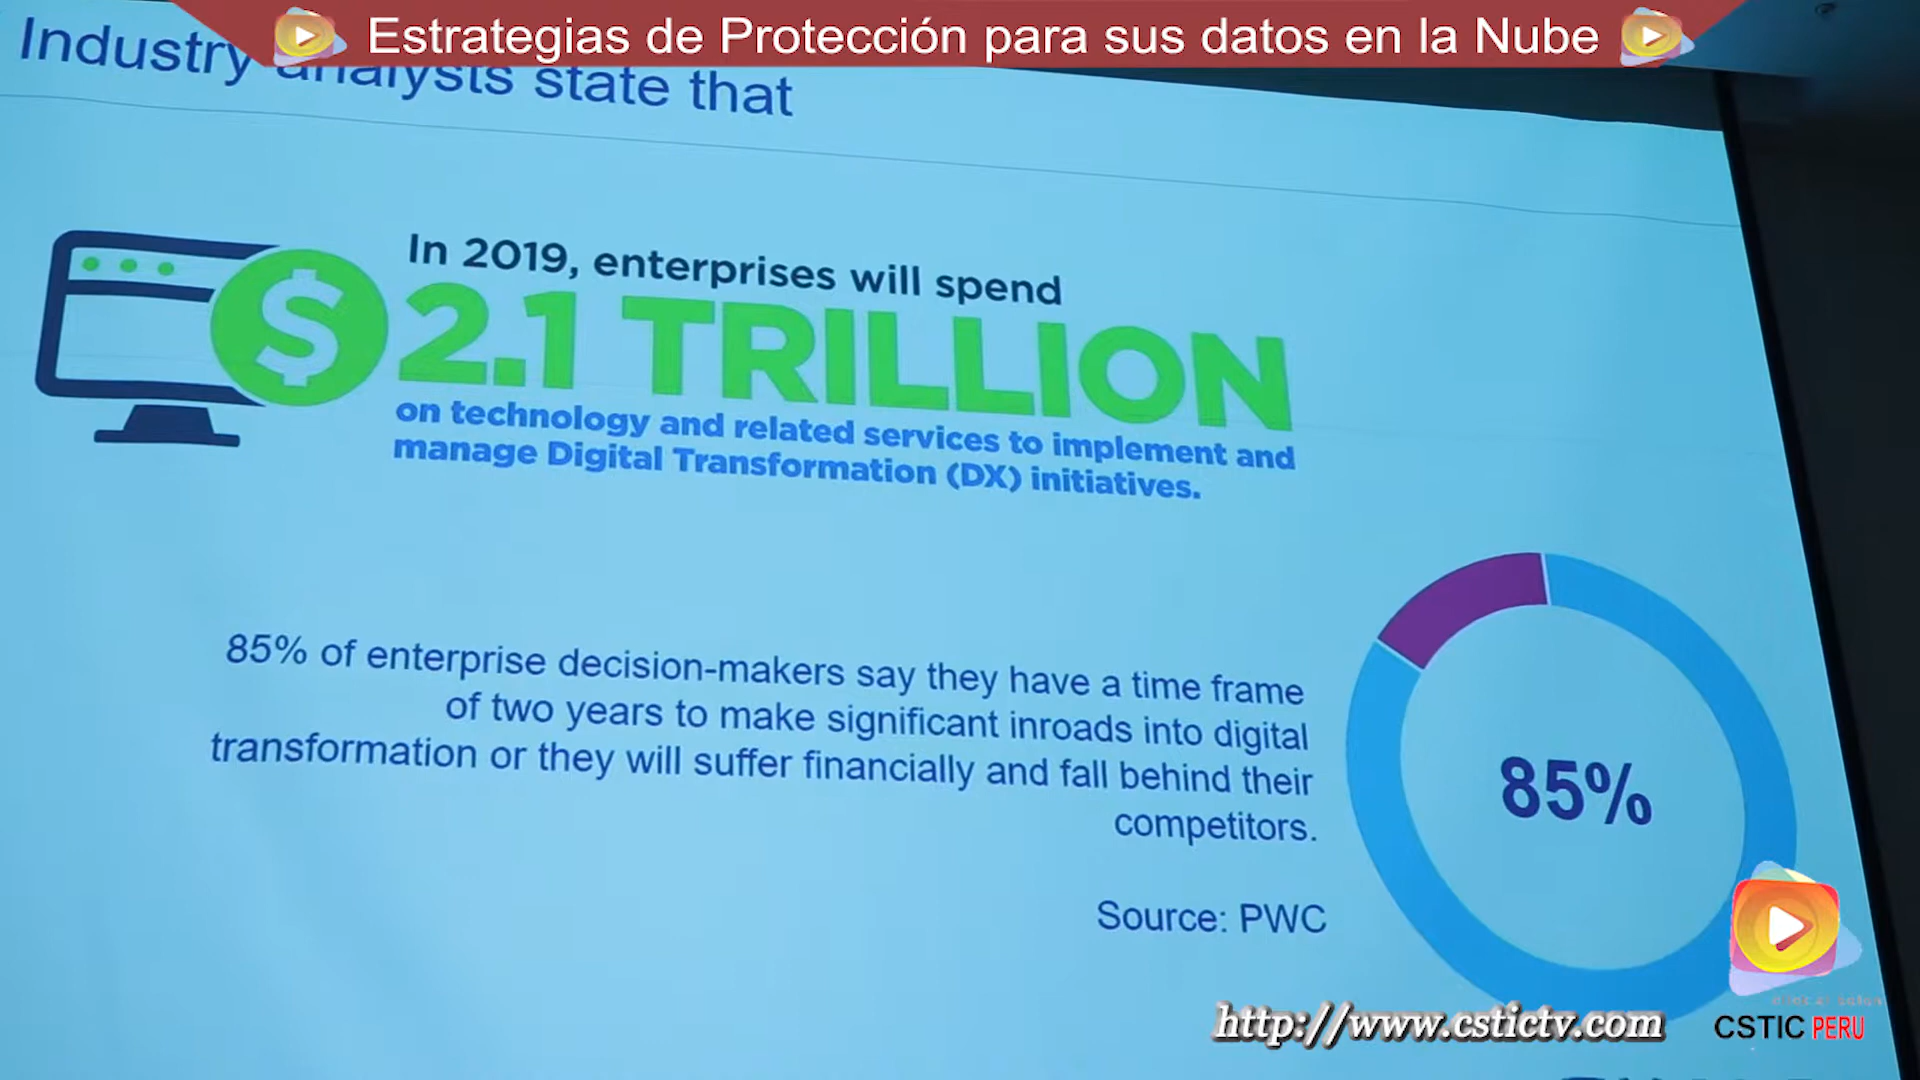 Estrategias de Protección para sus datos en la Nube
Industry analysts state that
In 2019, enterprises will spend
$ 2.1 TRILLION
on technology and related services to implement and
manage Digital Transformation (DX) initiatives.
85% of enterprise decision-makers say they have a time frame
of two years to make significant inroads into digital
transformation or they will suffer financially and fall behind their
competitors.
85%
Source: PWC
http://www.cstictv.com
CSTIC PERU